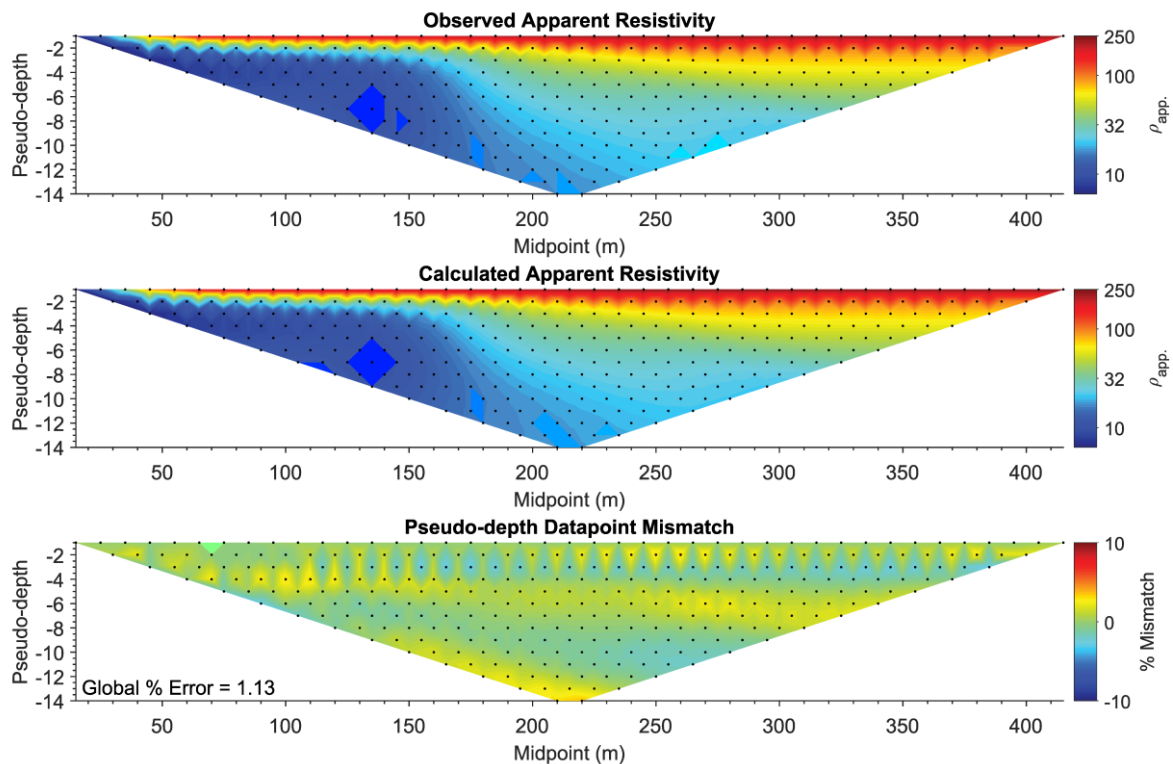 Observed Apparent Resistivity
Pseudo-depth
-2
-4
-6
-8
-10
-12
-14
50 100 150 200 250 300 350 400
Midpoint (m)
250
100
32
10
ρapp.
Calculated Apparent Resistivity
Pseudo-depth
-2
-4
-6
-8
-10
-12
-14
50 100 150 200 250 300 350 400
Midpoint (m)
250
100
32
10
ρapp.
Pseudo-depth Datapoint Mismatch
Pseudo-depth
-2
-4
-6
-8
-10
-12
-14
Global % Error = 1.13
50 100 150 200 250 300 350 400
Midpoint (m)
10
0
-10
% Mismatch